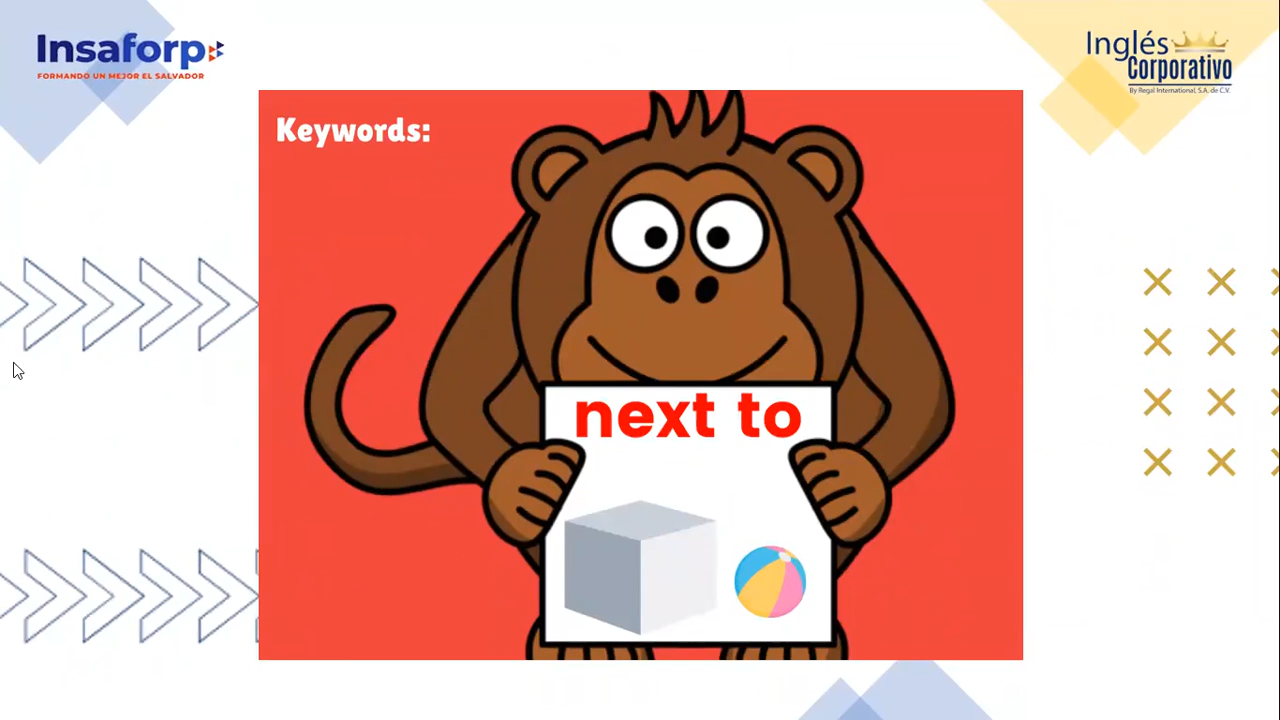 Insaforp
FORMANDO UN MEJOR EL SALVADOR
Inglés
Corporativo
By Regal International, S.A. de C.V.
Keywords:
next to